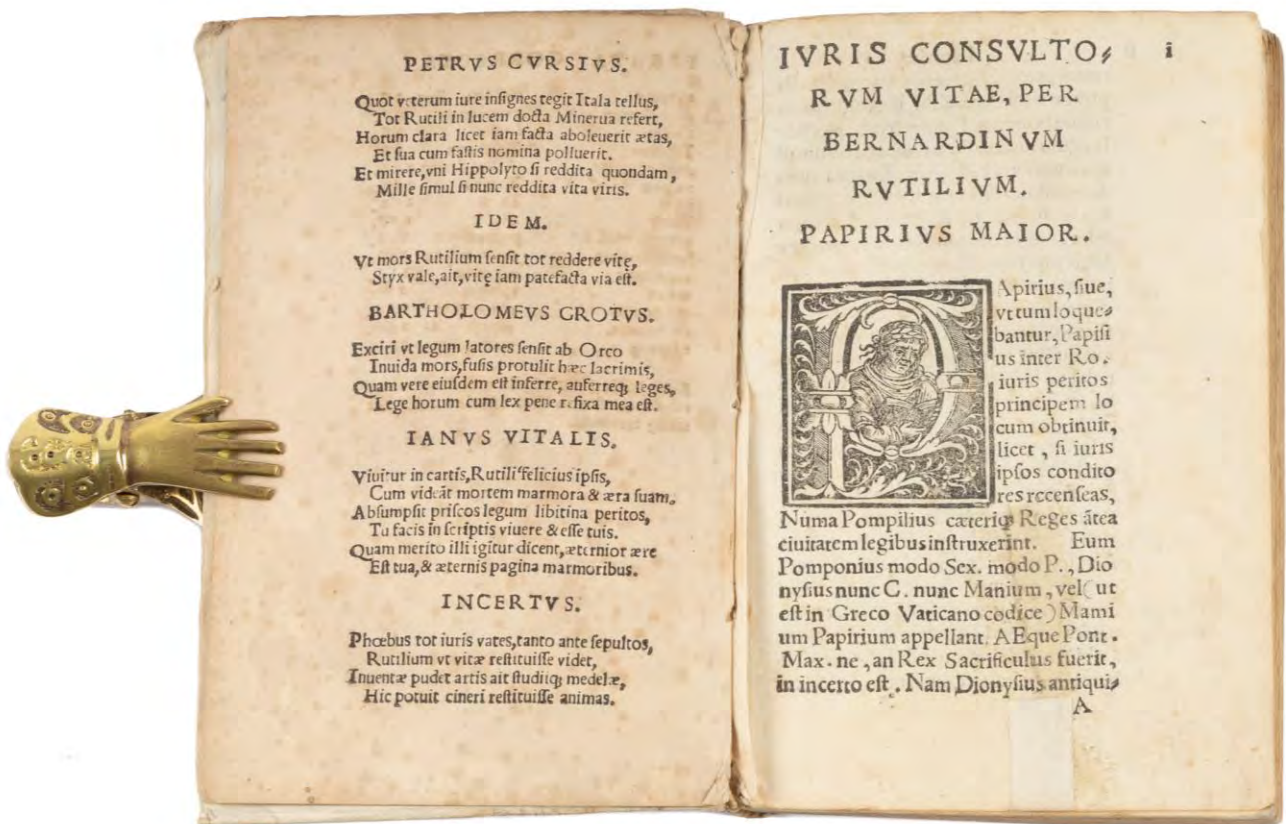 PETRVS CVRSIVS.
Quot veterum iure insignes tegit Itala tellus,
Tot Rutili in lucem docta Minerua refert,
Horum clara licet iam facta aboleuerit ætas,
Et sua cum fastis nomina polluerit.
Et mirere, vni Hippolyto si reddita quondam,
Mille simul si nunc reddita vita viris.
IDEM.
Vt mors Rutilium sensit tot reddere vitę,
Styx vale, ait, vitę iam patefacta via est.
BARTHOLOMEVS CROTVS.
Exciri vt legum latores sensit ab Orco
Inuida mors, fusis protulit hæc lacrimis,
Quam vere eiusdem est inferre, auferreq; leges,
Lege horum cum lex pene refixa mea est.
IANVS VITALIS.
Viuitur in cartis, Rutili felicius ipsis,
Cum videāt mortem marmora & æra suam,
Absumpsit priscos legum libitina peritos,
Tu facis in scriptis viuere & esse tuis.
Quam merito illi igitur dicent, æternior ære
Est tua, & æternis pagina marmoribus.
INCERTVS.
Phœbus tot iuris vates, tanto ante sepultos,
Rutilium vt vitæ restituisse videt,
Inuentæ pudet artis ait studiiq; medelæ,
Hic potuit cineri restituisse animas.
IVRIS CONSVLTO⸗ i
RVM VITAE, PER
BERNARDINVM
RVTILIVM.
PAPIRIVS MAIOR.
PApirius, siue,
vt tum loque⸗
bantur, Papisi
us inter Ro.
iuris peritos
principem lo
cum obtinuit,
licet, si iuris
ipsos condito
res recenseas,
Numa Pompilius cæteriq; Reges ātea
ciuitatem legibus instruxerint. Eum
Pomponius modo Sex. modo P., Dio
nysius nunc C. nunc Manium, vel (ut
est in Greco Vaticano codice) Mami
um Papirium appellant. AEque Pont.
Max. ne, an Rex Sacrificulus fuerit,
in incerto est. Nam Dionysius antiqui⸗
A